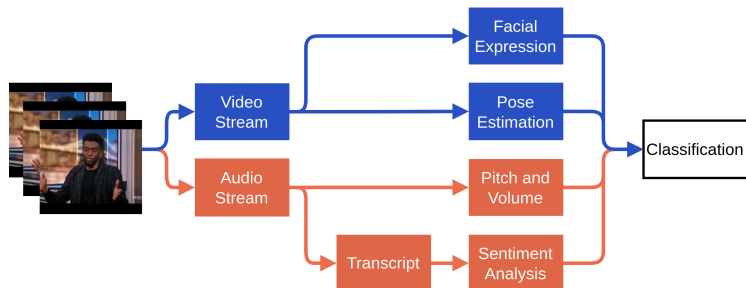 Facial
Expression
Video
Stream
Pose
Estimation
Classification
Audio
Stream
Pitch and
Volume
Transcript
Sentiment
Analysis